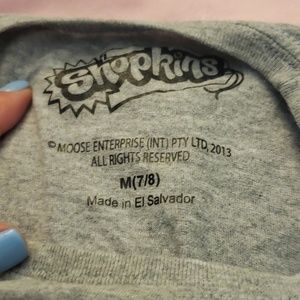 Shopkins
© MOOSE ENTERPRISE (INT) PTY LTD, 2013
ALL RIGHTS RESERVED
M(7/8)
Made in El Salvador